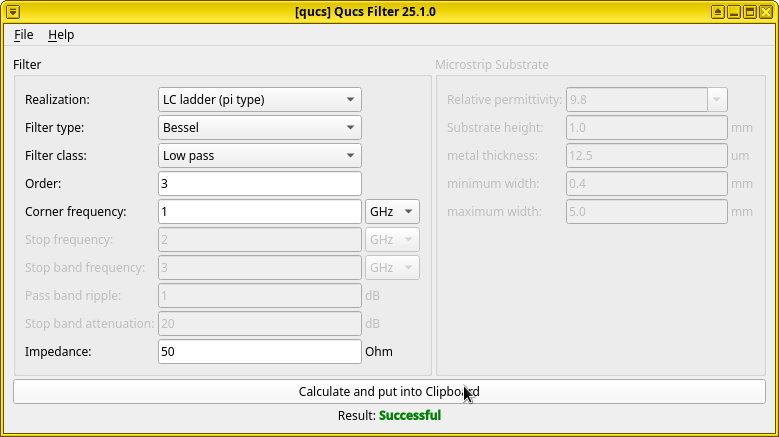 [qucs] Qucs Filter 25.1.0
File Help
Filter
Realization: LC ladder (pi type)
Filter type: Bessel
Filter class: Low pass
Order: 3
Corner frequency: 1 GHz
Stop frequency: 2 GHz
Stop band frequency: 3 GHz
Pass band ripple: 1 dB
Stop band attenuation: 20 dB
Impedance: 50 Ohm
Microstrip Substrate
Relative permittivity: 9.8
Substrate height: 1.0 mm
metal thickness: 12.5 um
minimum width: 0.4 mm
maximum width: 5.0 mm
Calculate and put into Clipboard
Result: Successful